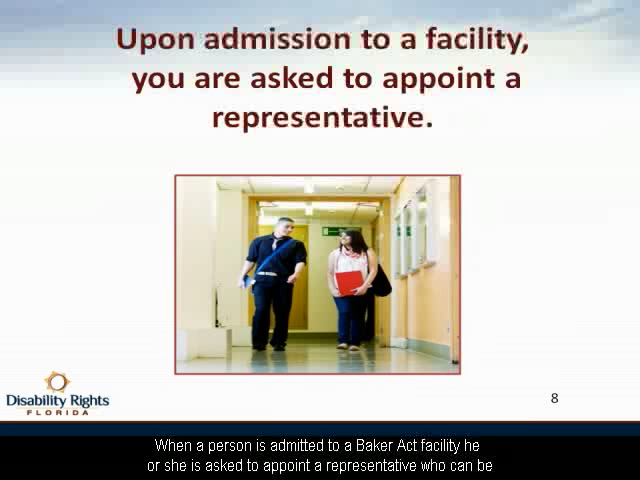 Upon admission to a facility,
you are asked to appoint a
representative.
Disability Rights
FLORIDA
8
When a person is admitted to a Baker Act facility he
or she is asked to appoint a representative who can be